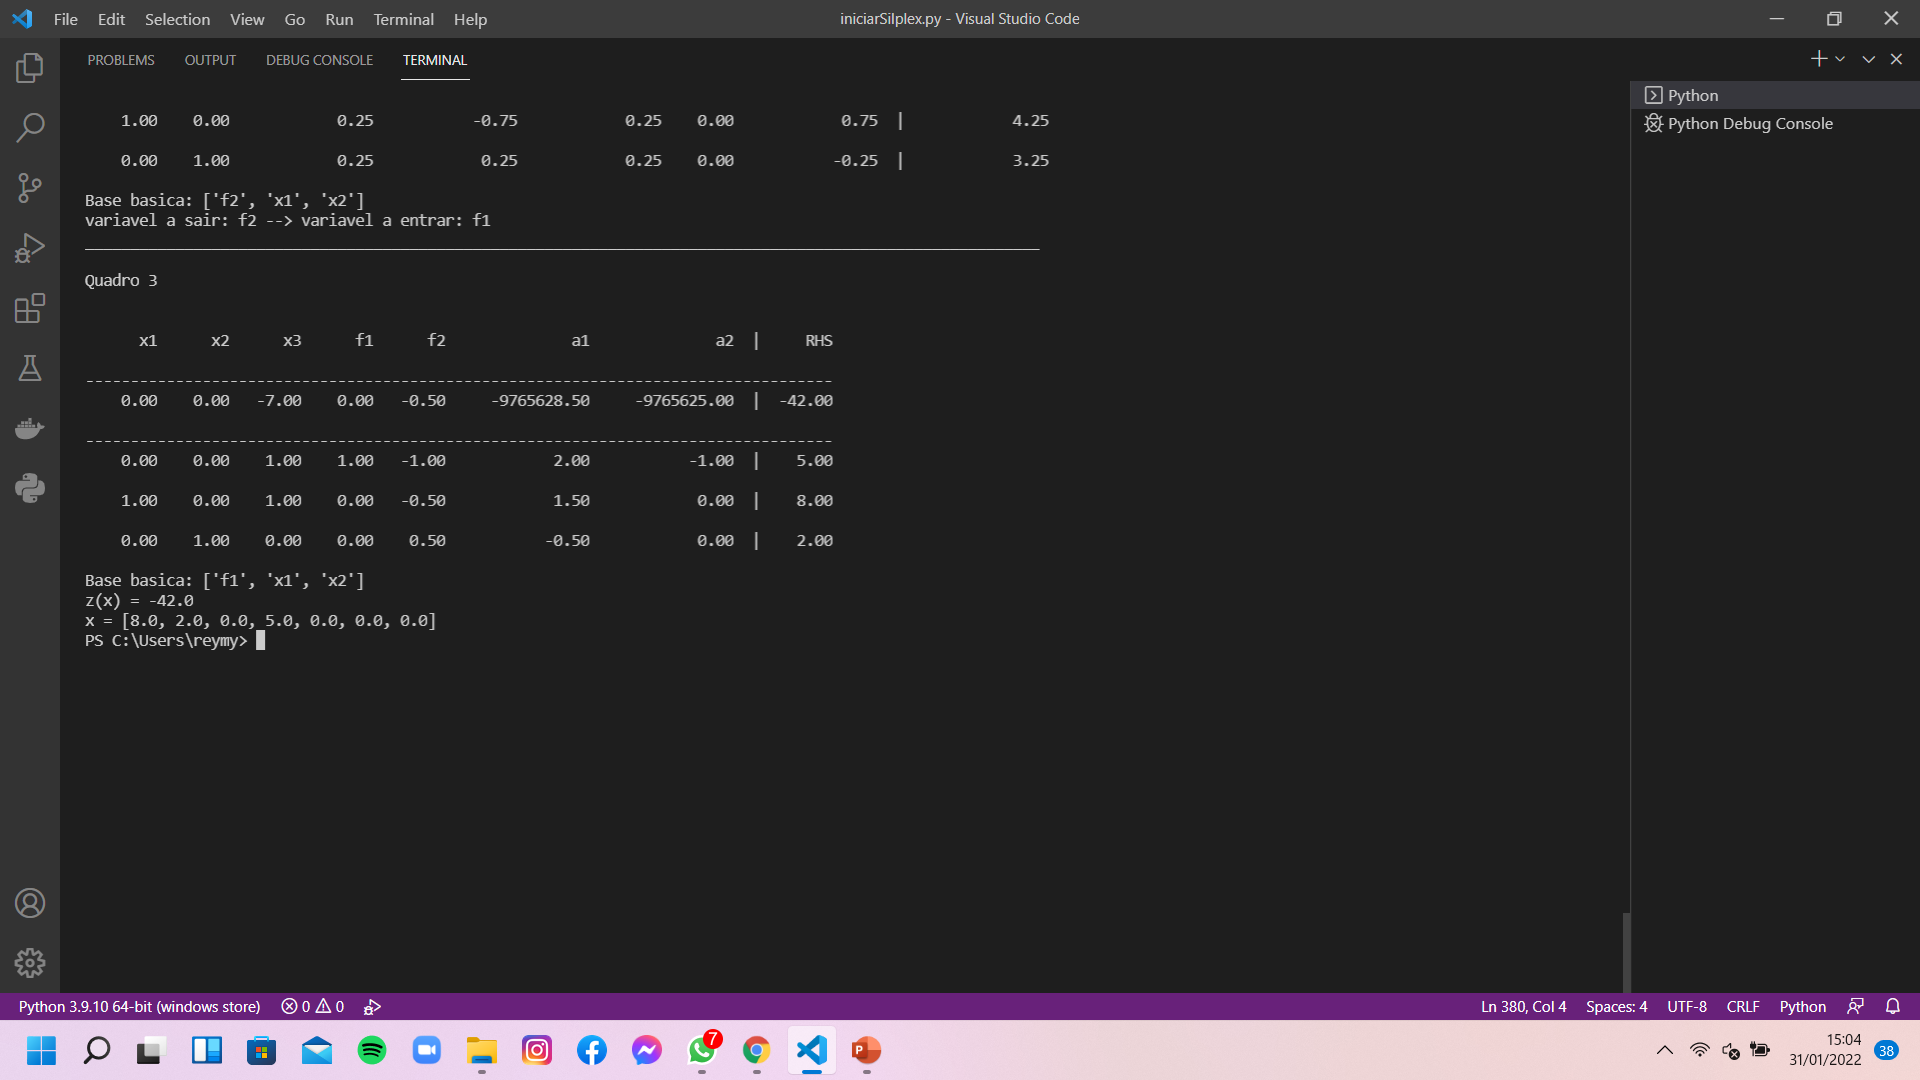 File Edit Selection View Go Run Terminal Help
iniciarSilplex.py - Visual Studio Code
PROBLEMS OUTPUT DEBUG CONSOLE TERMINAL
1.00 0.00 0.25 -0.75 0.25 0.00 0.75 | 4.25
0.00 1.00 0.25 0.25 0.25 0.00 -0.25 | 3.25
Base basica: ['f2', 'x1', 'x2']
variavel a sair: f2 --> variavel a entrar: f1
Quadro 3
x1 x2 x3 f1 f2 a1 a2 | RHS
-----------------------------------------------------------------------------------
0.00 0.00 -7.00 0.00 -0.50 -9765628.50 -9765625.00 | -42.00
-----------------------------------------------------------------------------------
0.00 0.00 1.00 1.00 -1.00 2.00 -1.00 | 5.00
1.00 0.00 1.00 0.00 -0.50 1.50 0.00 | 8.00
0.00 1.00 0.00 0.00 0.50 -0.50 0.00 | 2.00
Base basica: ['f1', 'x1', 'x2']
z(x) = -42.0
x = [8.0, 2.0, 0.0, 5.0, 0.0, 0.0, 0.0]
PS C:\Users\reymy>
Python
Python Debug Console
Python 3.9.10 64-bit (windows store) 0 0
Ln 380, Col 4 Spaces: 4 UTF-8 CRLF Python
7
P
15:04
31/01/2022
38